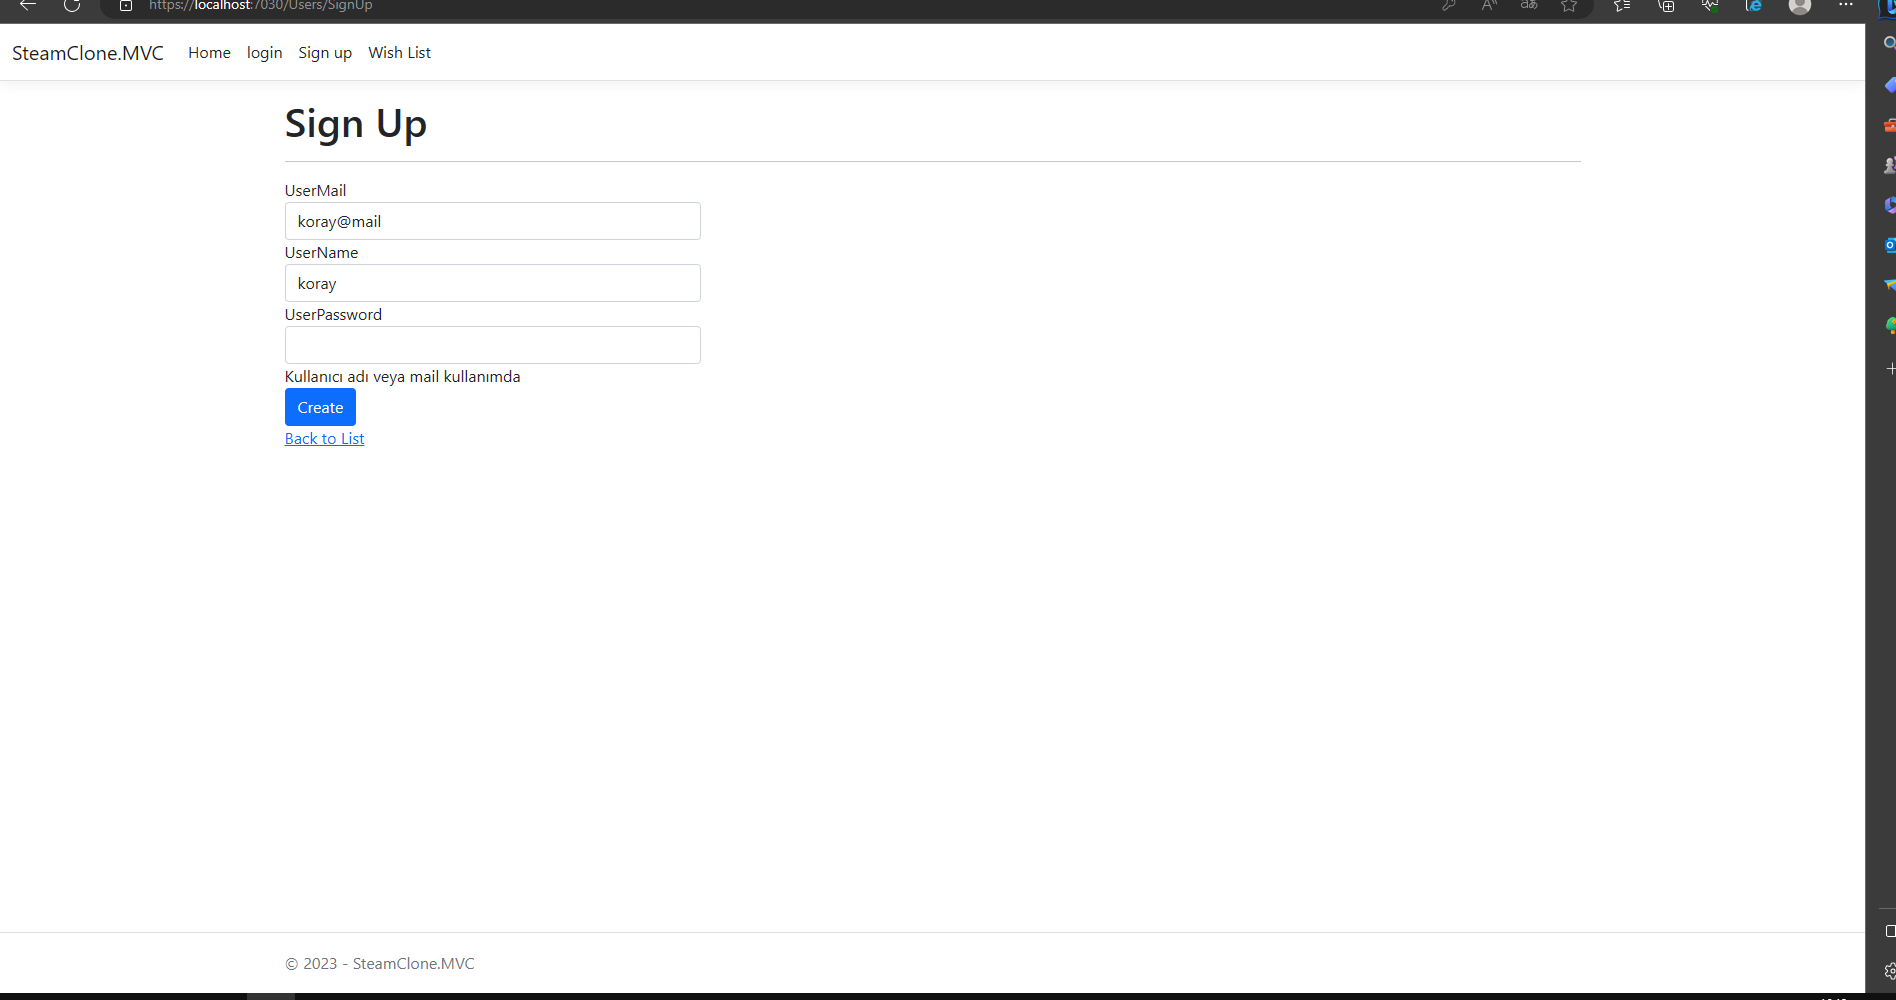 https://localhost:7030/Users/SignUp
SteamClone.MVC Home login Sign up Wish List
Sign Up
UserMail
koray@mail
UserName
koray
UserPassword
Kullanıcı adı veya mail kullanımda
Create
Back to List
© 2023 - SteamClone.MVC